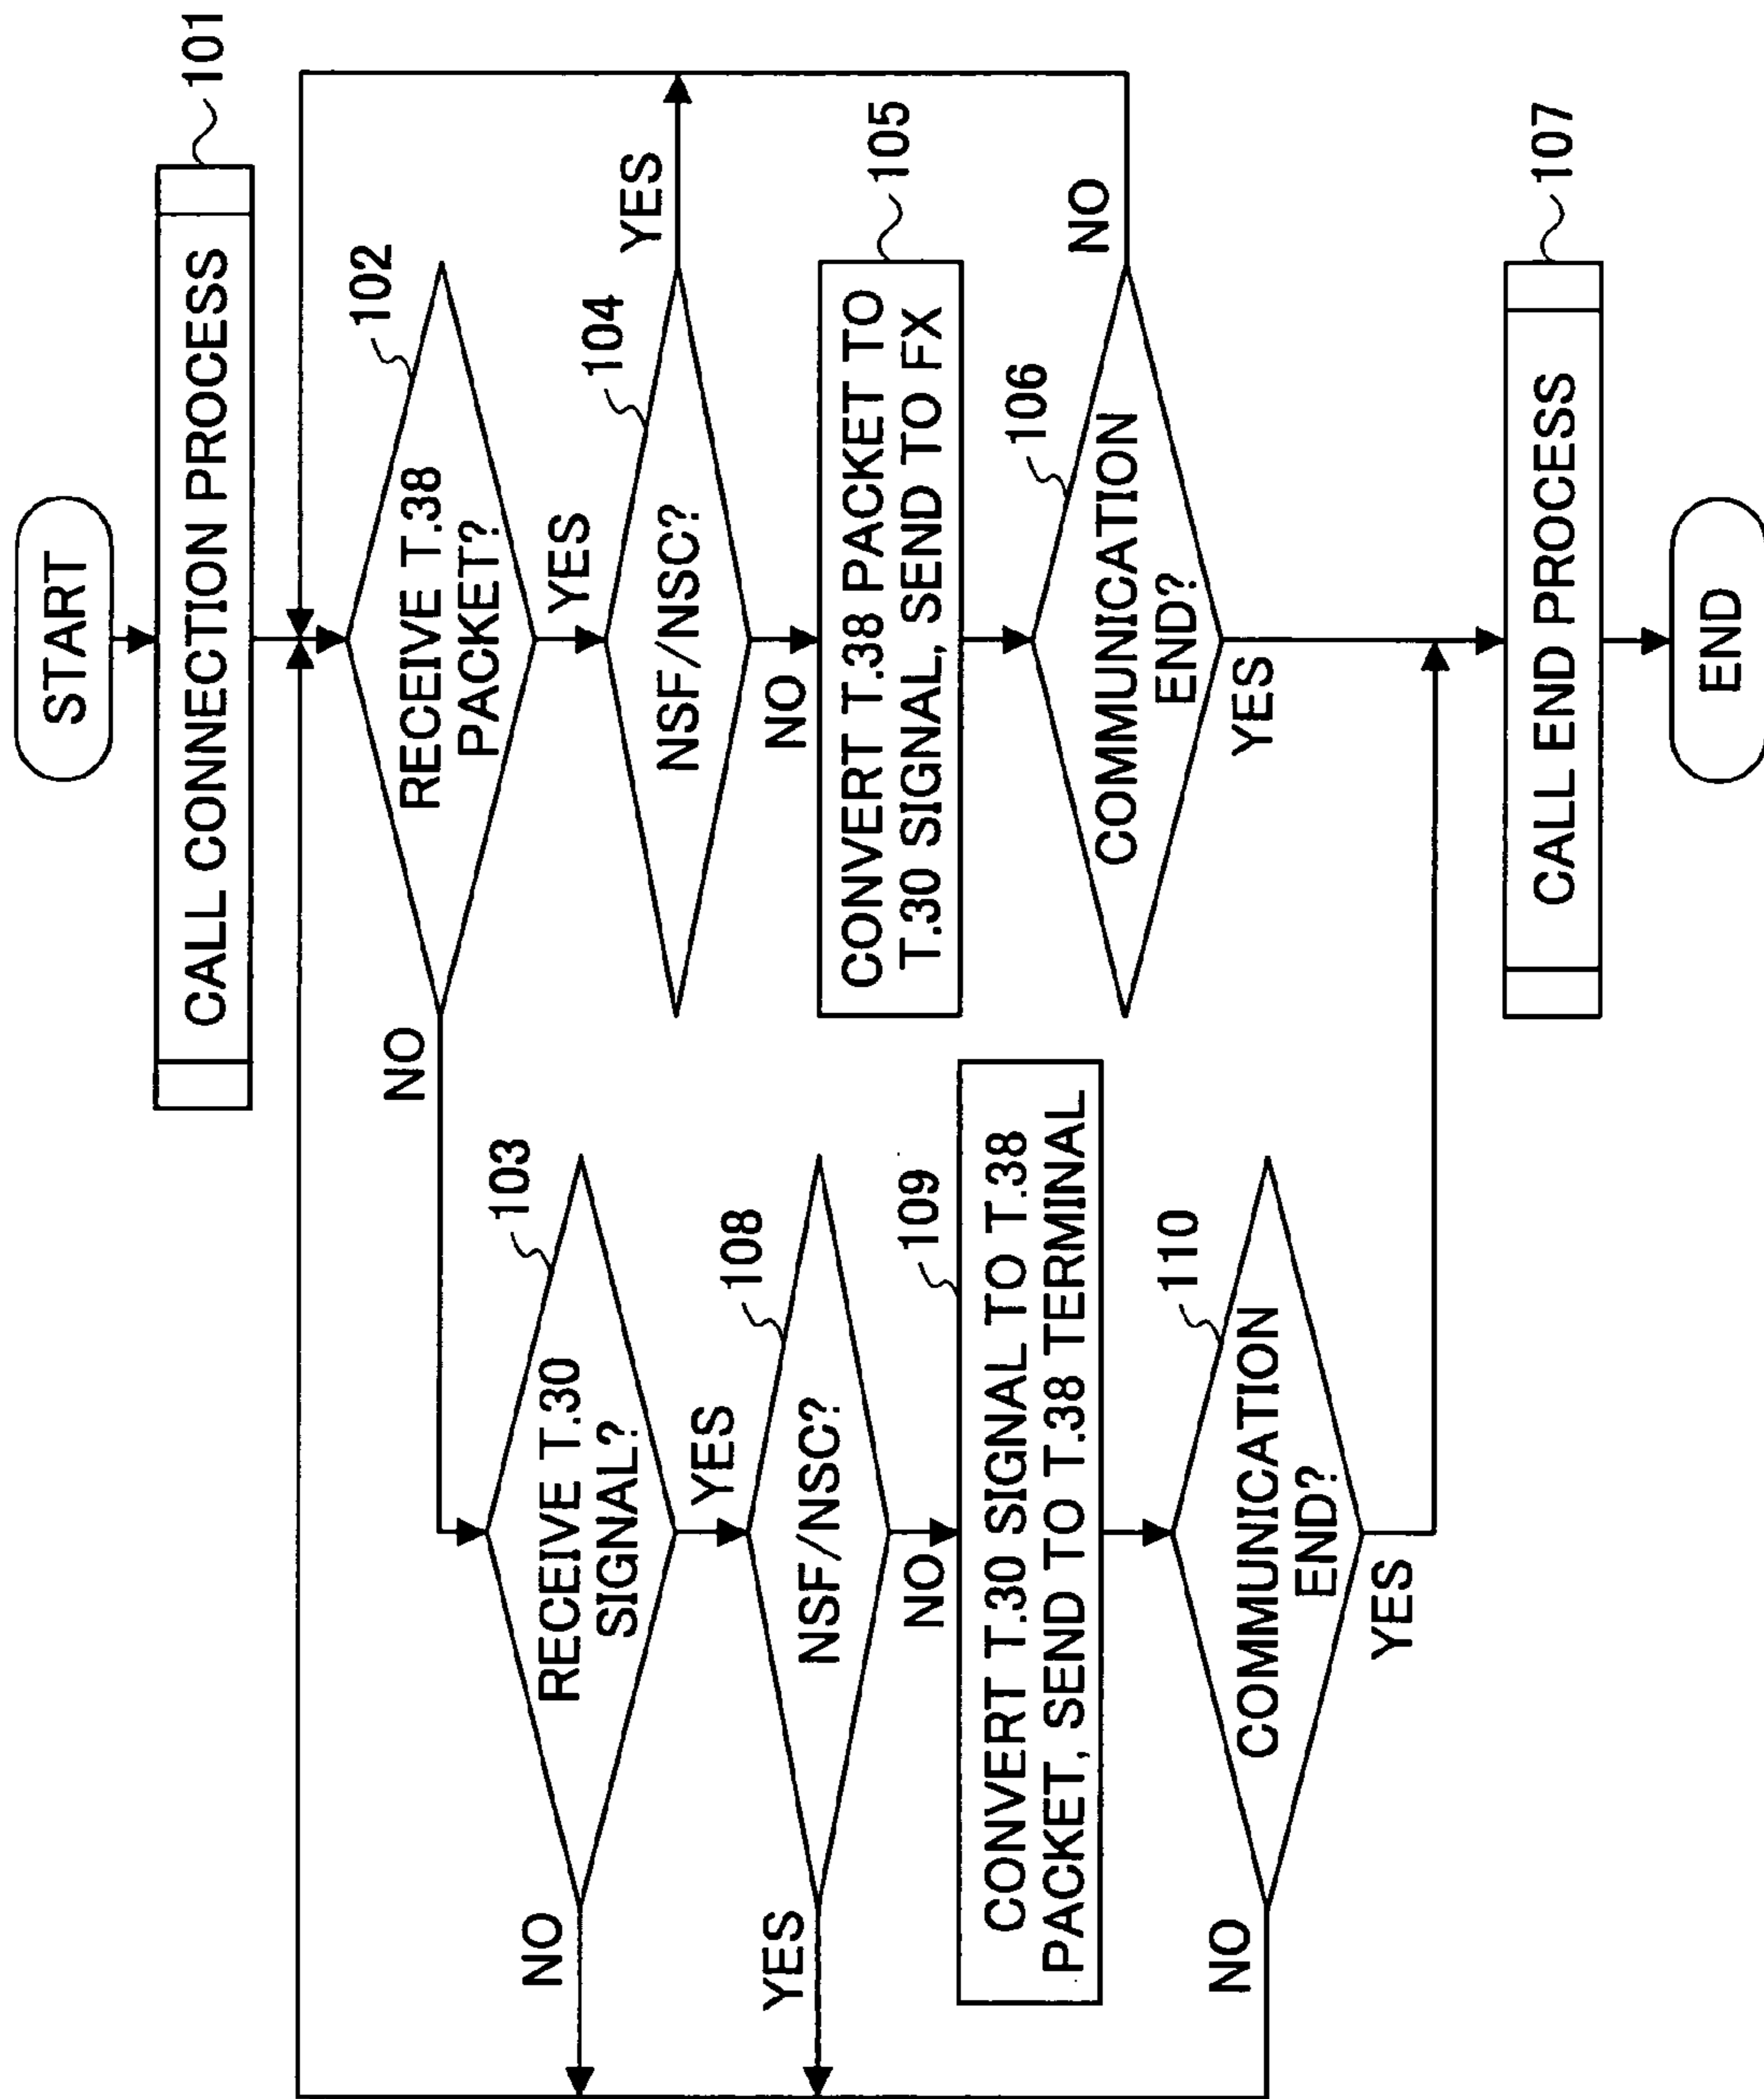 START
CALL CONNECTION PROCESS
101
RECEIVE T.38
PACKET?
102
NO
YES
NSF/NSC?
104
YES
NO
CONVERT T.38 PACKET TO
T.30 SIGNAL, SEND TO FX
105
COMMUNICATION
END?
106
NO
YES
RECEIVE T.30
SIGNAL?
103
NO
YES
NSF/NSC?
108
YES
NO
CONVERT T.30 SIGNAL TO T.38
PACKET, SEND TO T.38 TERMINAL
109
COMMUNICATION
END?
110
NO
YES
CALL END PROCESS
107
END